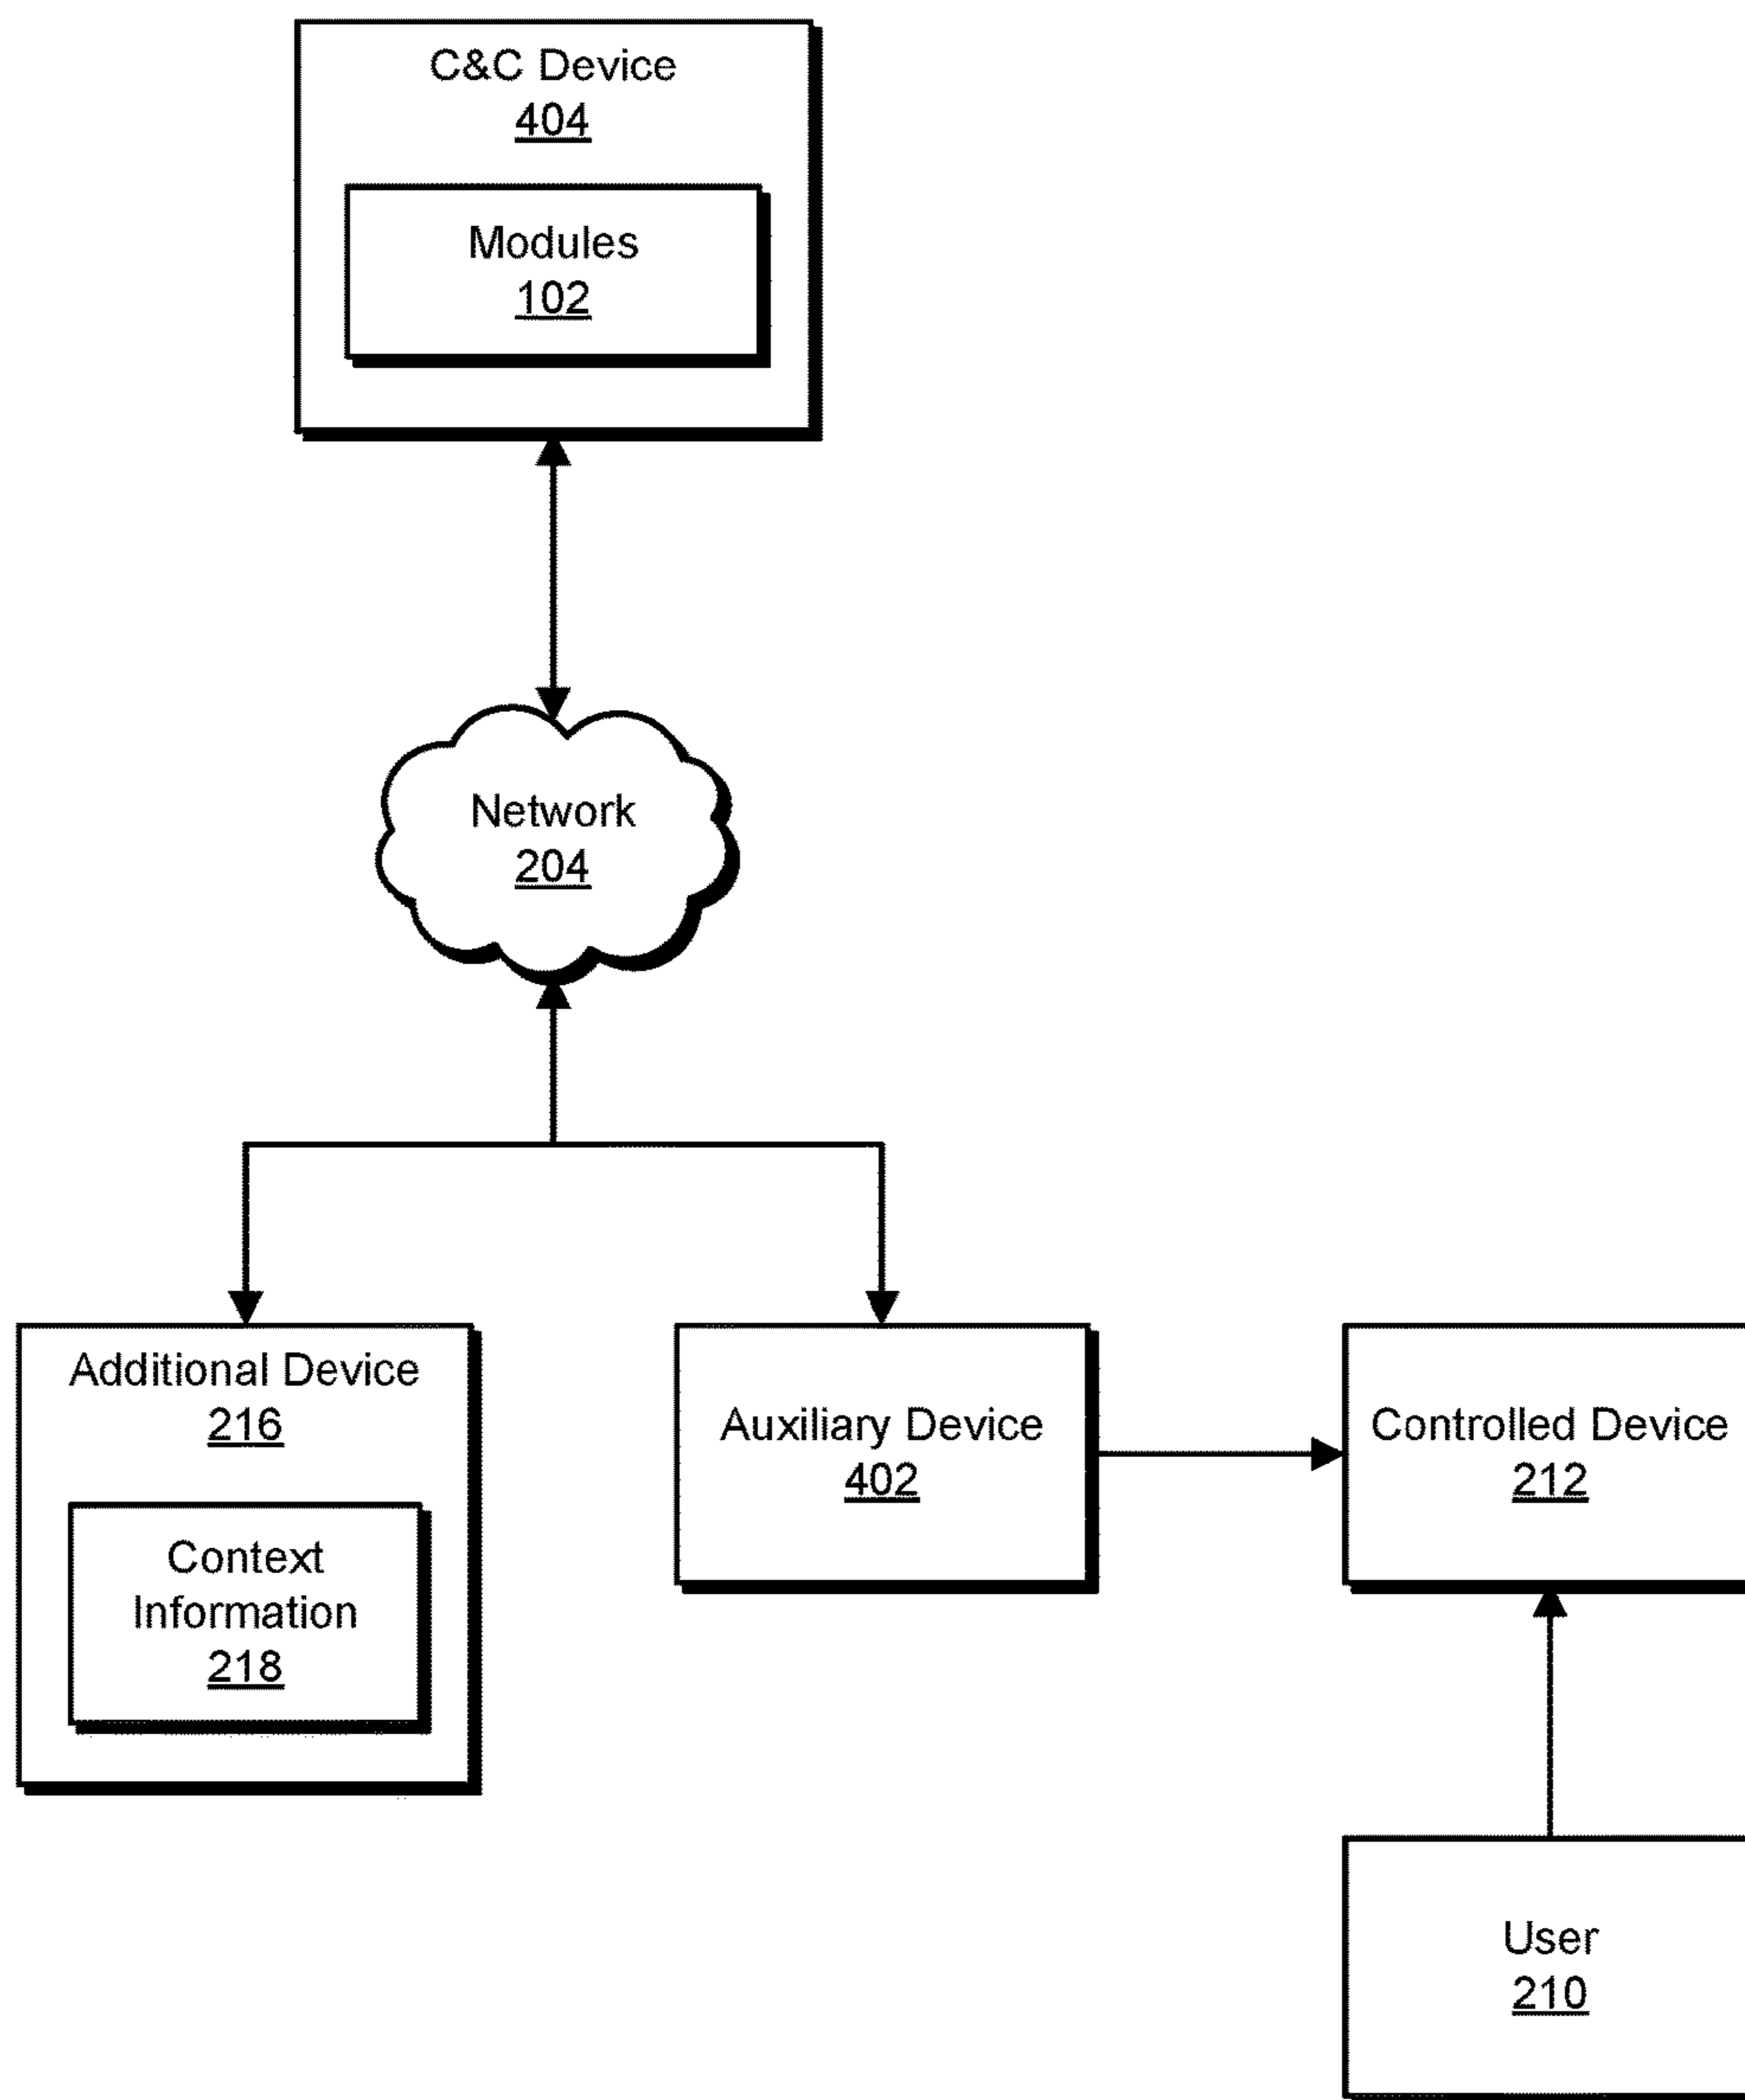 C&C Device
404
Modules
102
Network
204
Additional Device
216
Context
Information
218
Auxiliary Device
402
Controlled Device
212
User
210